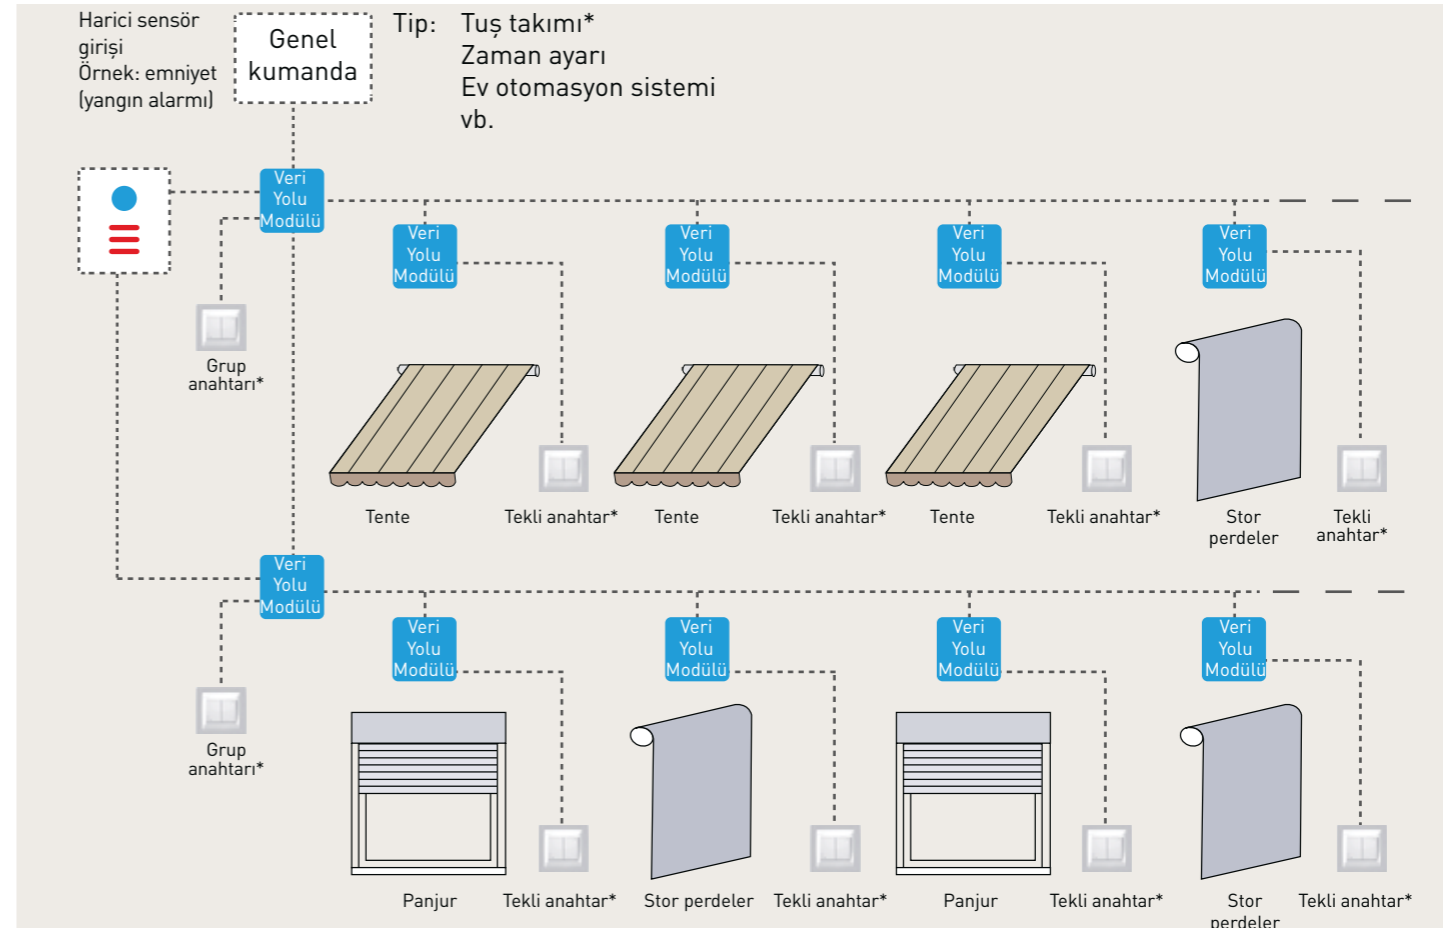 Harici sensör
girişi
Örnek: emniyet
(yangın alarmı)
Genel
kumanda
Tip: Tuş takımı*
Zaman ayarı
Ev otomasyon sistemi
vb.
Veri
Yolu
Modülü
Veri
Yolu
Modülü
Veri
Yolu
Modülü
Veri
Yolu
Modülü
Veri
Yolu
Modülü
Grup
anahtarı*
Tente
Tekli anahtar*
Tente
Tekli anahtar*
Tente
Tekli anahtar*
Stor
perdeler
Tekli
anahtar*
Veri
Yolu
Modülü
Veri
Yolu
Modülü
Veri
Yolu
Modülü
Veri
Yolu
Modülü
Veri
Yolu
Modülü
Grup
anahtarı*
Panjur
Tekli anahtar*
Stor perdeler
Tekli anahtar*
Panjur
Tekli anahtar*
Stor
perdeler
Tekli anahtar*